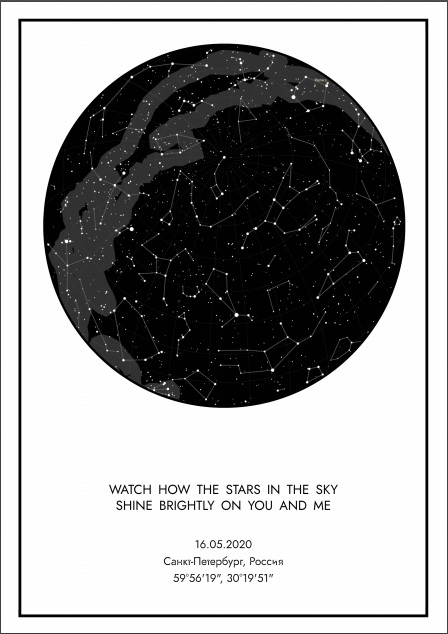 WATCH HOW THE STARS IN THE SKY
SHINE BRIGHTLY ON YOU AND ME
16.05.2020
Санкт-Петербург, Россия
59°56'19", 30°19'51"